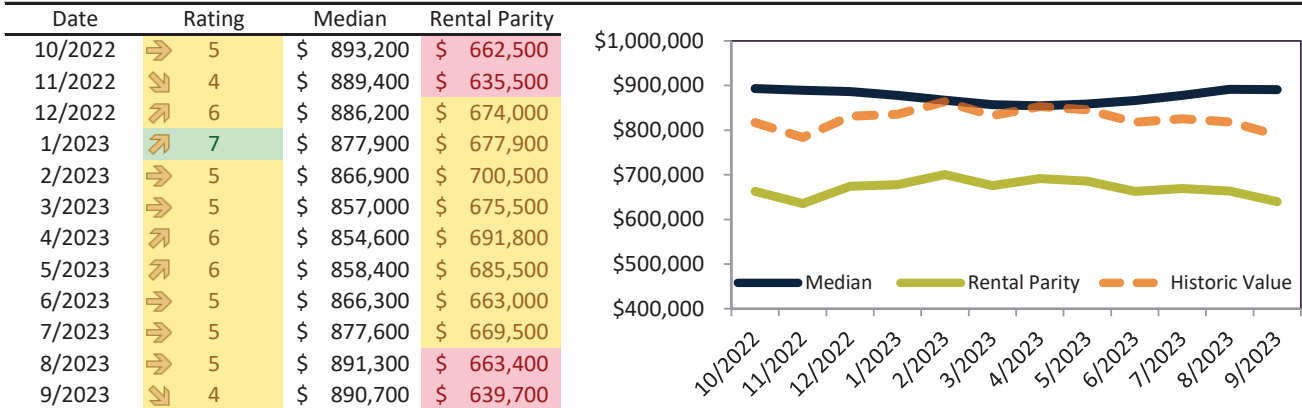 Date Rating Median Rental Parity
10/2022 5 $ 893,200 $ 662,500
11/2022 4 $ 889,400 $ 635,500
12/2022 6 $ 886,200 $ 674,000
1/2023 7 $ 877,900 $ 677,900
2/2023 5 $ 866,900 $ 700,500
3/2023 5 $ 857,000 $ 675,500
4/2023 6 $ 854,600 $ 691,800
5/2023 6 $ 858,400 $ 685,500
6/2023 5 $ 866,300 $ 663,000
7/2023 5 $ 877,600 $ 669,500
8/2023 5 $ 891,300 $ 663,400
9/2023 4 $ 890,700 $ 639,700
$1,000,000
$900,000
$800,000
$700,000
$600,000
$500,000
$400,000
Median Rental Parity Historic Value
10/2022 11/2022 12/2022 1/2023 2/2023 3/2023 4/2023 5/2023 6/2023 7/2023 8/2023 9/2023